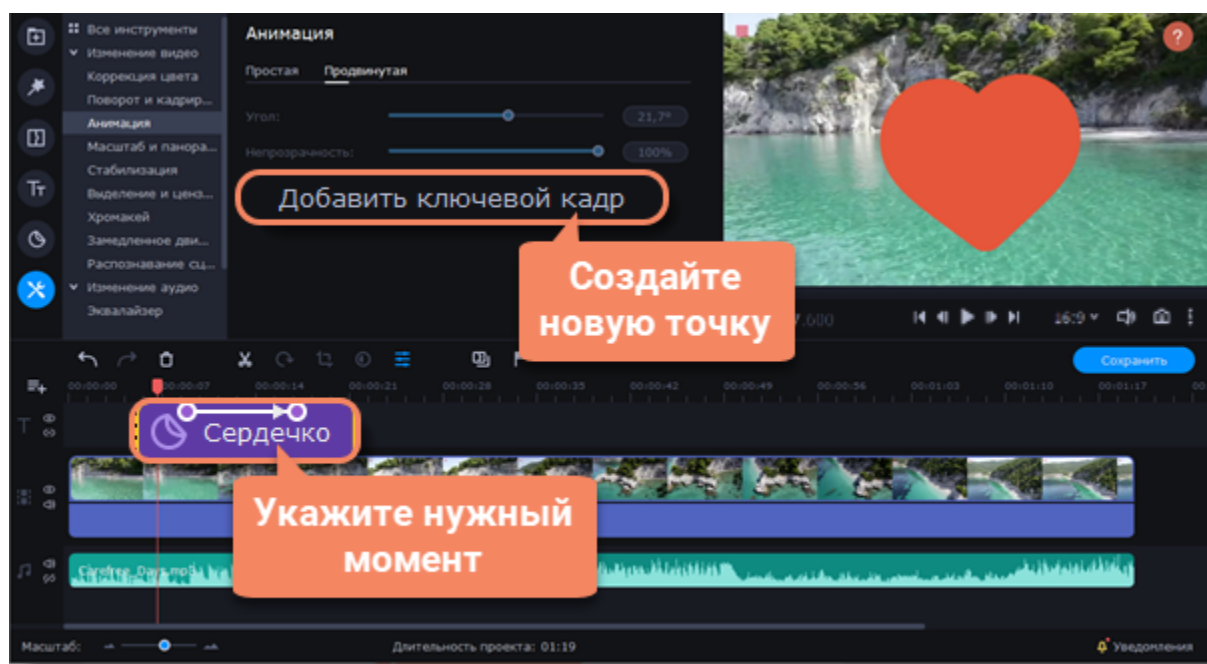 Все инструменты
Изменение видео
Коррекция цвета
Поворот и кадрир...
Анимация
Масштаб и панора...
Стабилизация
Выделение и ценз...
Хромакей
Замедленное дви...
Распознавание сц...
Изменение аудио
Эквалайзер
Анимация
Простая Продвинутая
Угол: 21,7°
Непрозрачность: 100%
Добавить ключевой кадр
Создайте
новую точку
?
.600
16:9
Сохранить
00:00:00 00:00:07 00:00:14 00:00:21 00:00:28 00:00:35 00:00:42 00:00:49 00:00:56 00:01:03 00:01:10 00:01:17 00
Сердечко
Укажите нужный
момент
Carefree_Days.mp3
Масштаб:
Длительность проекта: 01:19
Уведомления